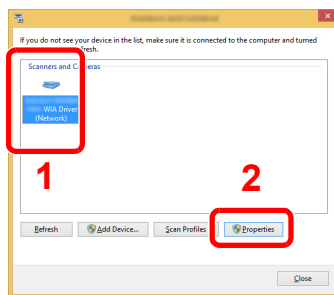 If you do not see your device in the list, make sure it is connected to the computer and turned
fresh.
Scanners and Cameras
WIA Driver
(Network)
1
2
Refresh
Add Device...
Scan Profiles
Properties
Close